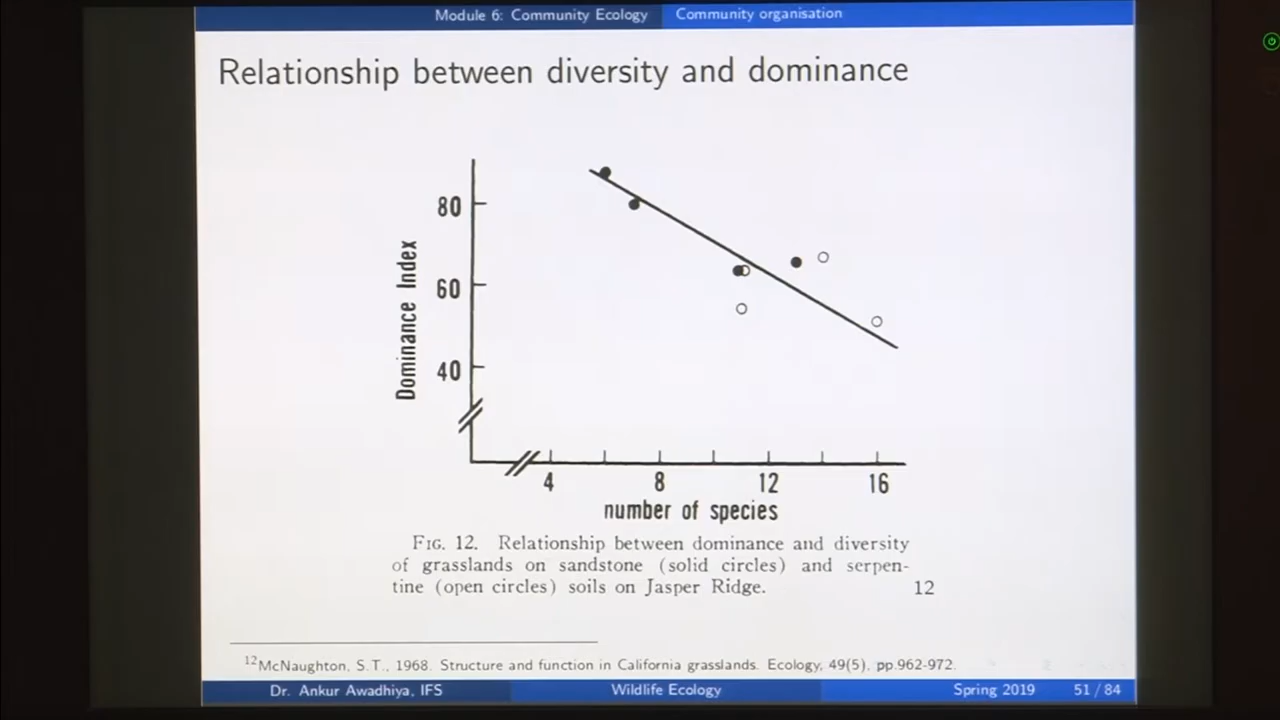 Module 6: Community Ecology Community organisation
Relationship between diversity and dominance
80
60
40
Dominance Index
4 8 12 16
number of species
FIG. 12. Relationship between dominance and diversity
of grasslands on sandstone (solid circles) and serpen-
tine (open circles) soils on Jasper Ridge. 12
12McNaughton, S.T., 1968. Structure and function in California grasslands. Ecology, 49(5), pp.962-972.
Dr. Ankur Awadhiya, IFS Wildlife Ecology Spring 2019 51 / 84